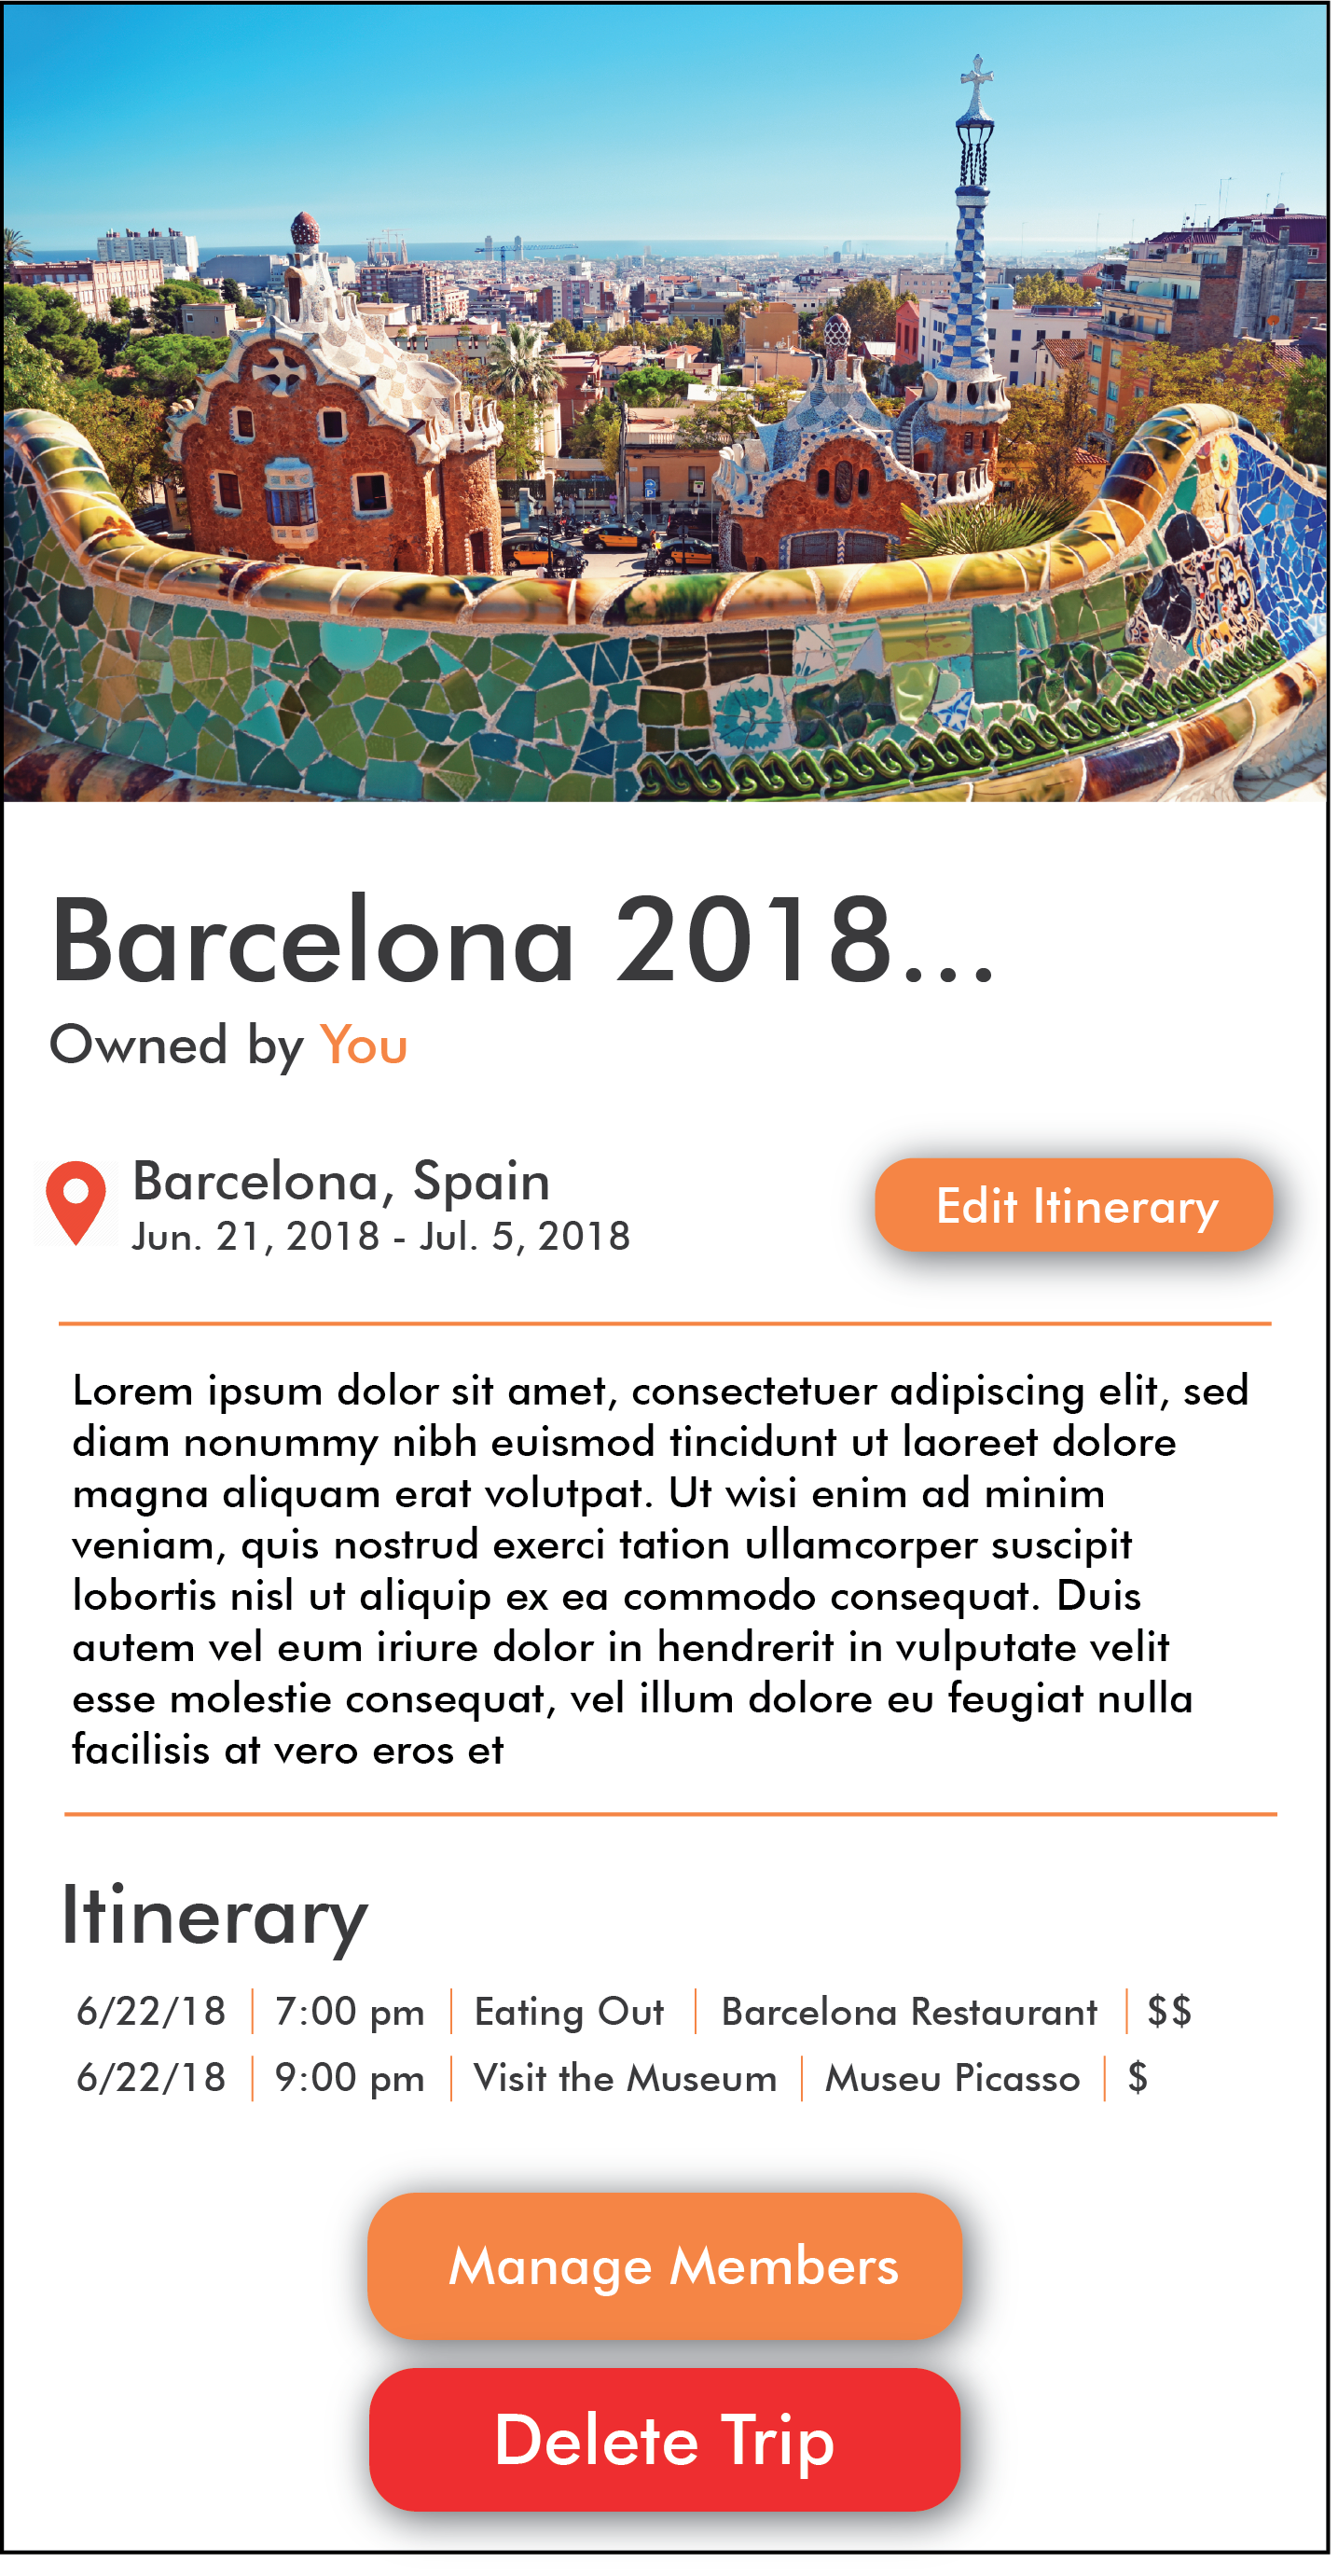 Barcelona 2018...
Owned by You
Barcelona, Spain
Jun. 21, 2018 - Jul. 5, 2018
Edit Itinerary
Lorem ipsum dolor sit amet, consectetuer adipiscing elit, sed
diam nonummy nibh euismod tincidunt ut laoreet dolore
magna aliquam erat volutpat. Ut wisi enim ad minim
veniam, quis nostrud exerci tation ullamcorper suscipit
lobortis nisl ut aliquip ex ea commodo consequat. Duis
autem vel eum iriure dolor in hendrerit in vulputate velit
esse molestie consequat, vel illum dolore eu feugiat nulla
facilisis at vero eros et
Itinerary
6/22/18 | 7:00 pm | Eating Out | Barcelona Restaurant | $$
6/22/18 | 9:00 pm | Visit the Museum | Museu Picasso | $
Manage Members
Delete Trip